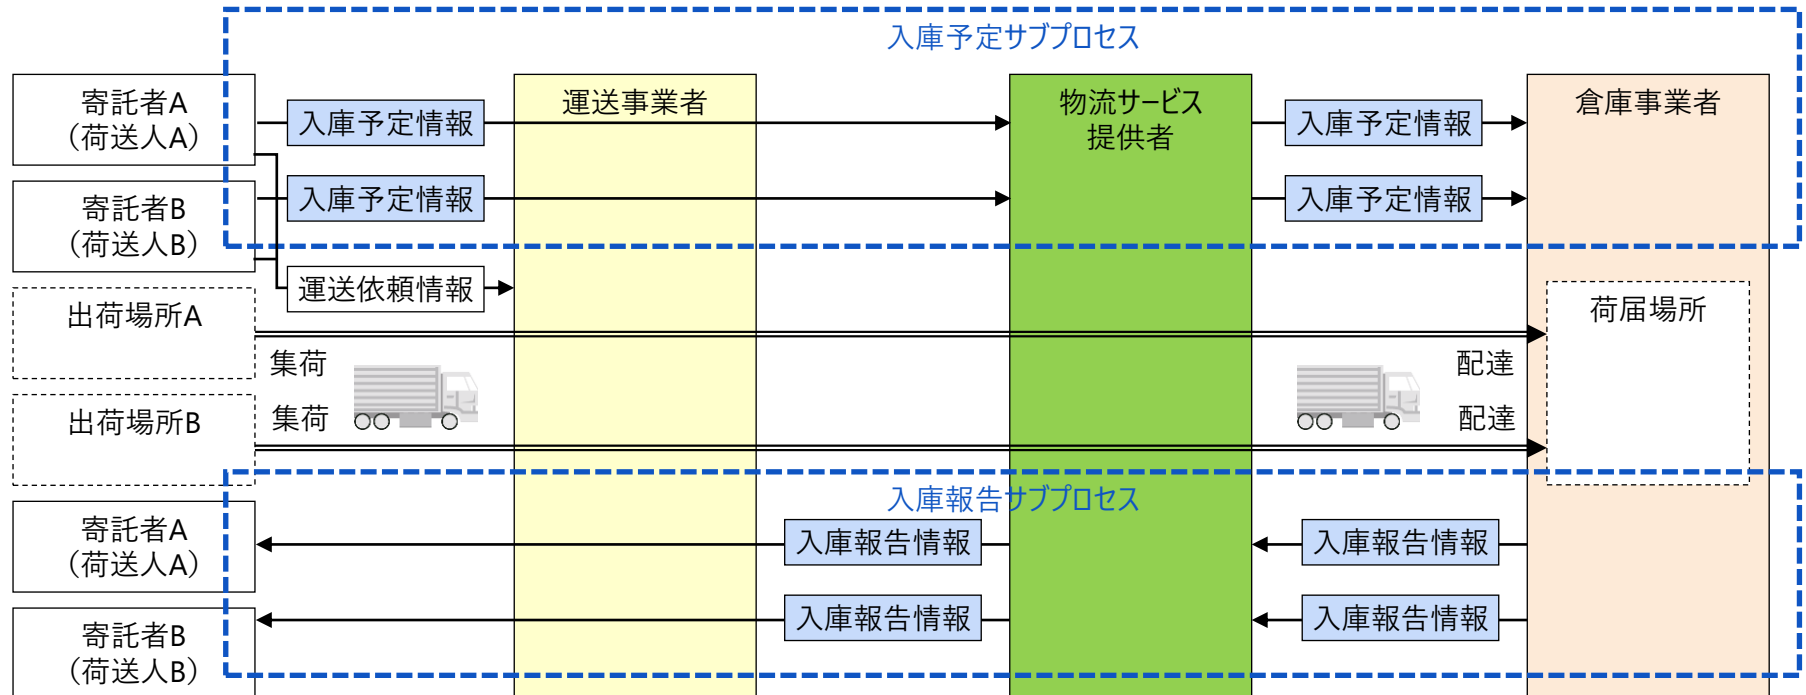 入庫予定サブプロセス
寄託者A
（荷送人A）
入庫予定情報
運送事業者
物流サービス
提供者
入庫予定情報
倉庫事業者
寄託者B
（荷送人B）
入庫予定情報
入庫予定情報
運送依頼情報
出荷場所A
荷届場所
集荷
配達
出荷場所B
集荷
配達
入庫報告サブプロセス
寄託者A
（荷送人A）
入庫報告情報
入庫報告情報
寄託者B
（荷送人B）
入庫報告情報
入庫報告情報